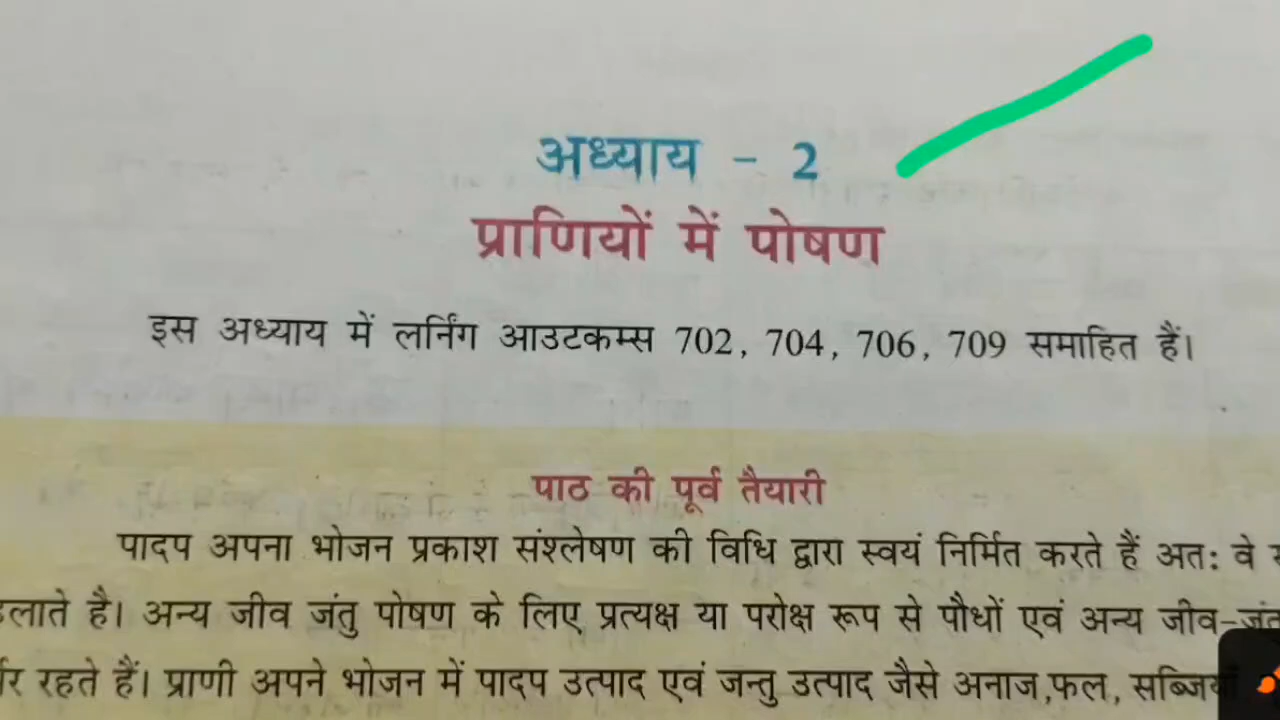 अध्याय - 2
प्राणियों में पोषण
इस अध्याय में लर्निंग आउटकम्स 702, 704, 706, 709 समाहित हैं।
पाठ की पूर्व तैयारी
पादप अपना भोजन प्रकाश संश्लेषण की विधि द्वारा स्वयं निर्मित करते हैं अतः वे
है। अन्य जीव जंतु पोषण के लिए प्रत्यक्ष या परोक्ष रूप से पौधों एवं अन्य
रहते हैं। प्राणी अपने भोजन में पादप उत्पाद एवं जन्तु उत्पाद जैसे अनाज,फल,